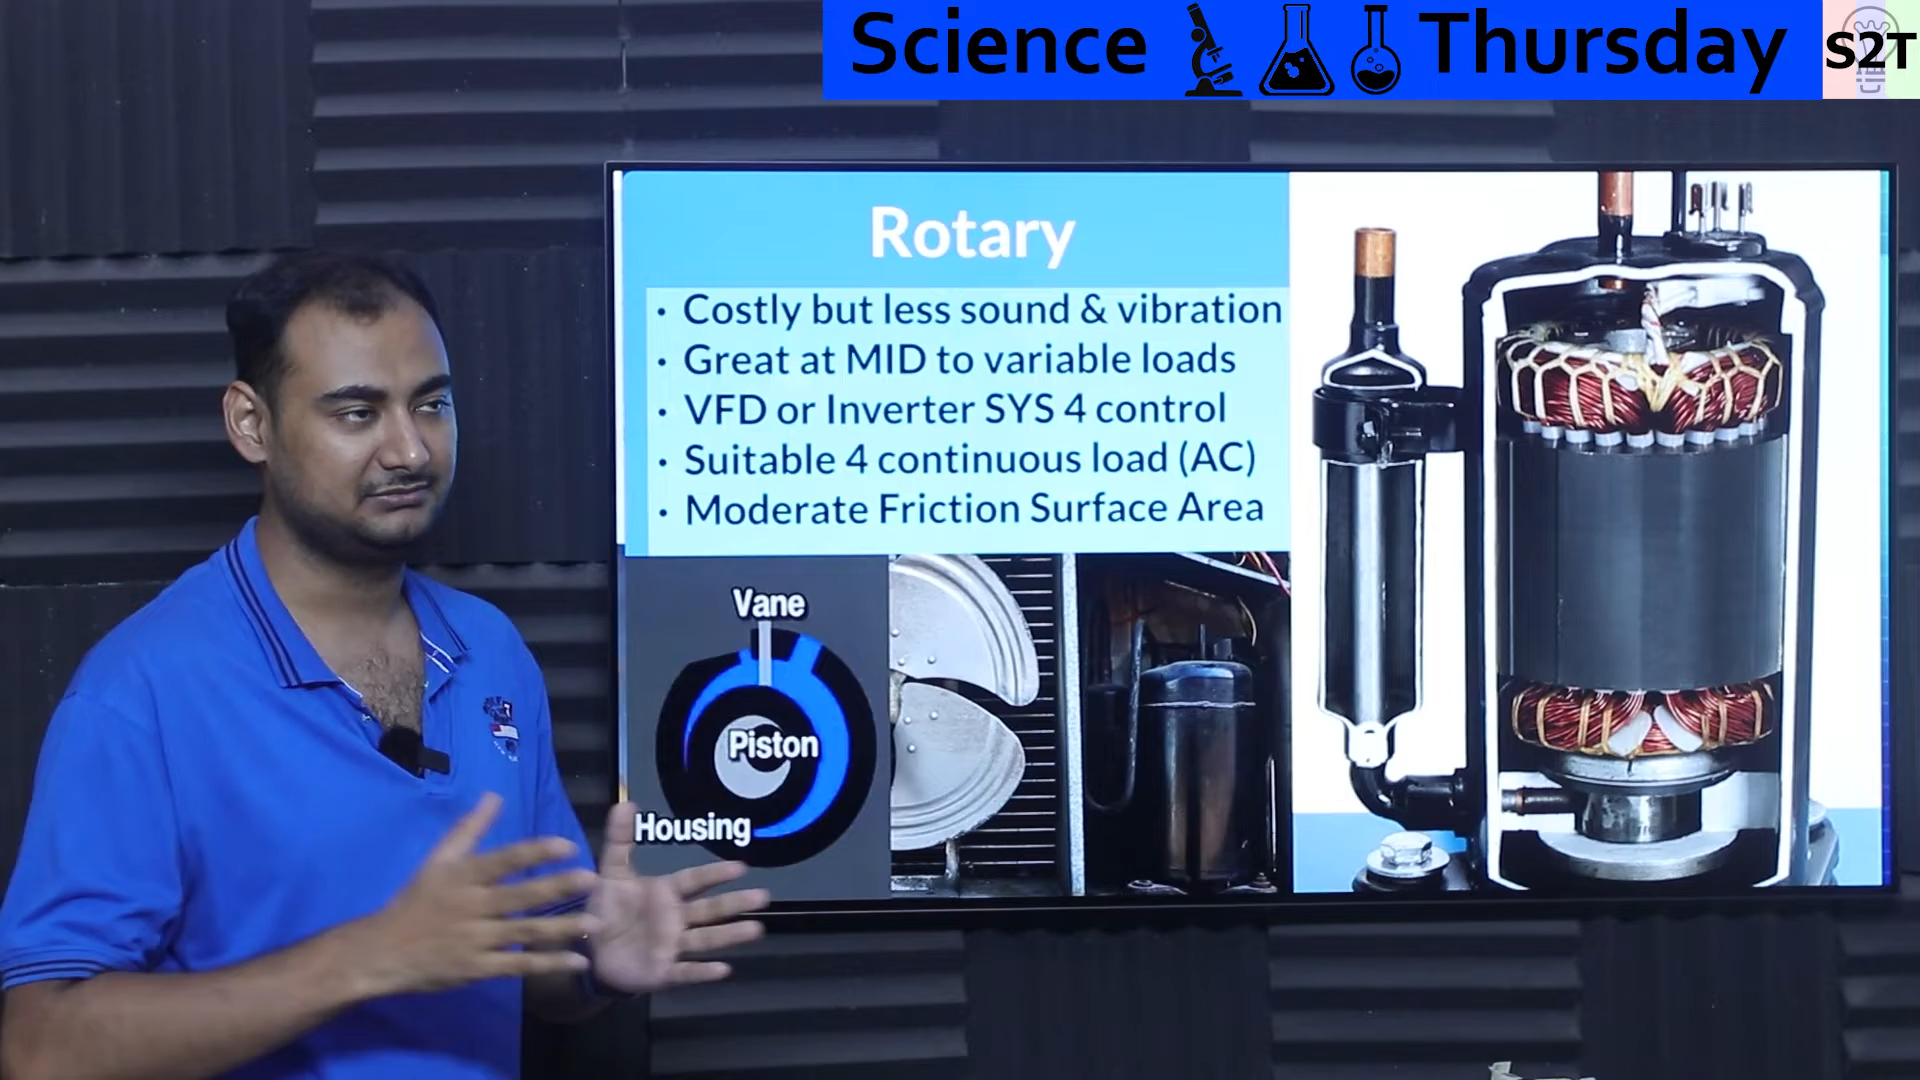 Science Thursday
S2T
Rotary
• Costly but less sound & vibration
• Great at MID to variable loads
• VFD or Inverter SYS 4 control
• Suitable 4 continuous load (AC)
• Moderate Friction Surface Area
Vane
Piston
Housing